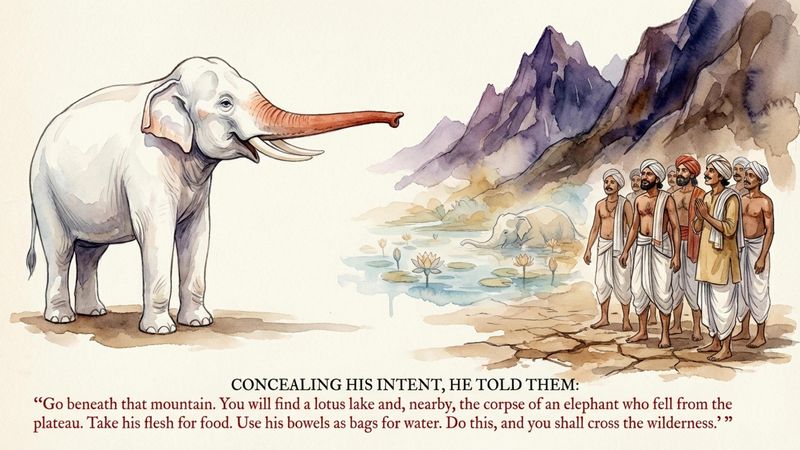 CONCEALING HIS INTENT, HE TOLD THEM:
“Go beneath that mountain. You will find a lotus lake and, nearby, the corpse of an elephant who fell from the
plateau. Take his flesh for food. Use his bowels as bags for water. Do this, and you shall cross the wilderness.’ ”